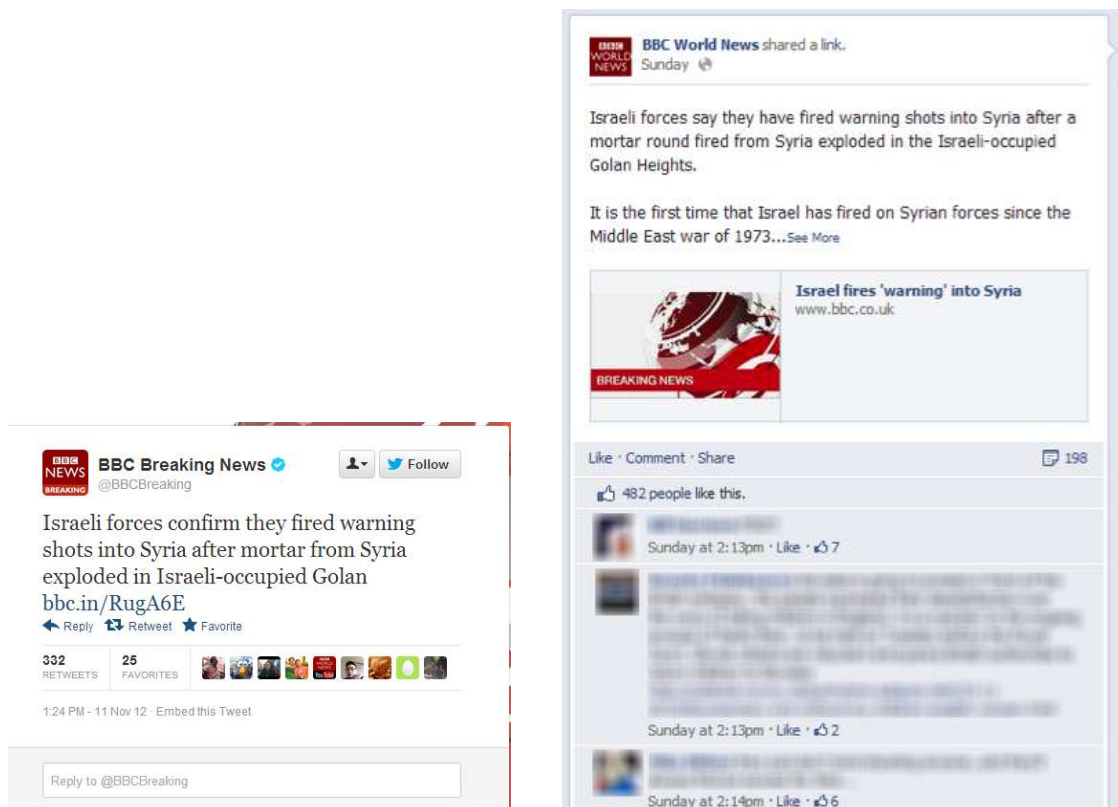 BBC
NEWS
BREAKING
BBC Breaking News
@BBCBreaking
Follow
Israeli forces confirm they fired warning
shots into Syria after mortar from Syria
exploded in Israeli-occupied Golan
bbc.in/RugA6E
Reply Retweet Favorite
332 RETWEETS
25 FAVORITES
1:24 PM - 11 Nov 12 · Embed this Tweet
Reply to @BBCBreaking
BBC
WORLD
NEWS
BBC World News shared a link.
Sunday
Israeli forces say they have fired warning shots into Syria after a
mortar round fired from Syria exploded in the Israeli-occupied
Golan Heights.
It is the first time that Israel has fired on Syrian forces since the
Middle East war of 1973...See More
BREAKING NEWS
Israel fires 'warning' into Syria
www.bbc.co.uk
Like · Comment · Share 198
482 people like this.
Sunday at 2:13pm · Like · 7
Sunday at 2:13pm · Like · 2
Sunday at 2:14pm · Like · 6